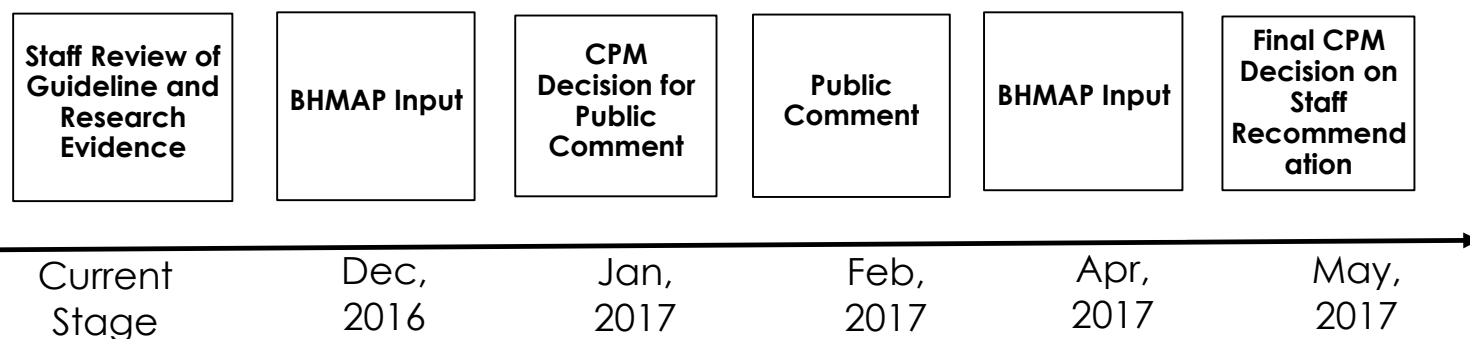 Staff Review of
Guideline and
Research
Evidence
BHMAP Input
CPM
Decision for
Public
Comment
Public
Comment
BHMAP Input
Final CPM
Decision on
Staff
Recommend
ation
Current
Stage
Dec,
2016
Jan,
2017
Feb,
2017
Apr,
2017
May,
2017